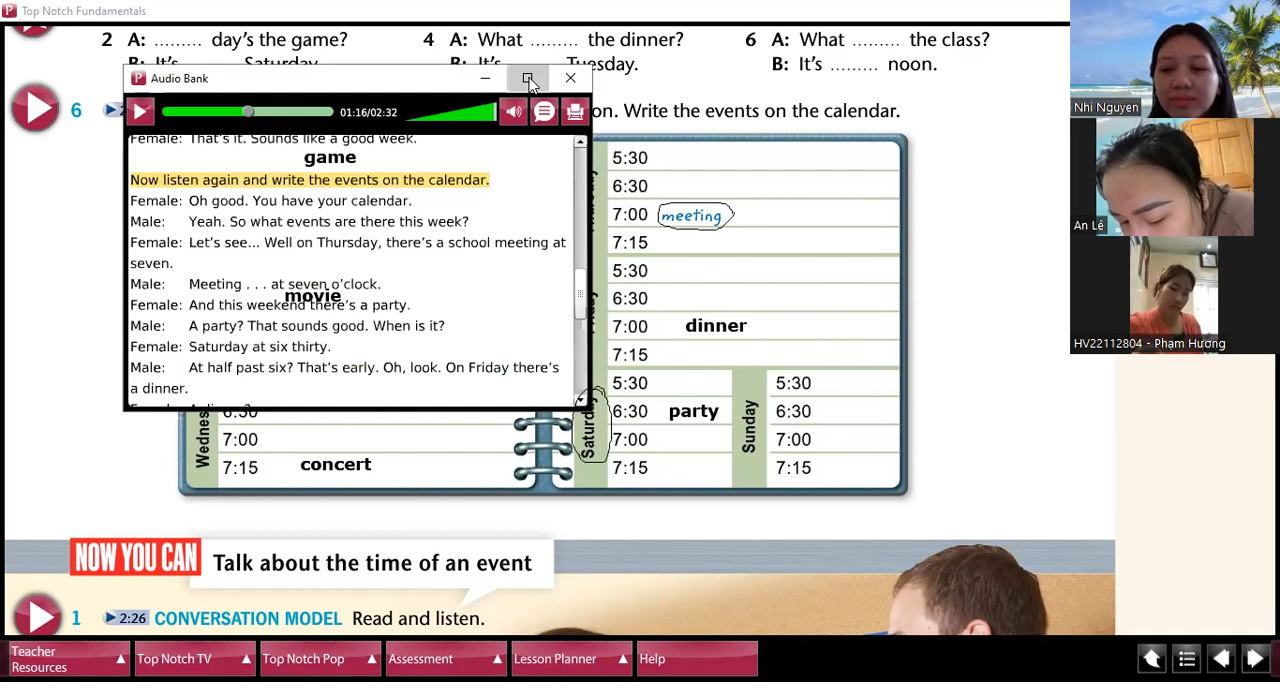 Top Notch Fundamentals
2 A: ......... day's the game?
B: It's Saturday.
4 A: What ......... the dinner?
B: It's Tuesday.
6 A: What ......... the class?
B: It's ......... noon.
6 on. Write the events on the calendar.
Audio Bank
01:16/02:32
Female: That's it. Sounds like a good week.
game
Now listen again and write the events on the calendar.
Female: Oh good. You have your calendar.
Male: Yeah. So what events are there this week?
Female: Let's see... Well on Thursday, there's a school meeting at
seven.
Male: Meeting . . . at seven o'clock.
movie
Female: And this weekend there's a party.
Male: A party? That sounds good. When is it?
Female: Saturday at six thirty.
Male: At half past six? That's early. Oh, look. On Friday there's
a dinner.
Wednes
6:30
7:00
7:15 concert
5:30
6:30
7:00 meeting
7:15
5:30
6:30
7:00 dinner
7:15
Saturday
5:30
6:30 party
7:00
7:15
Sunday
5:30
6:30
7:00
7:15
NOW YOU CAN Talk about the time of an event
1 2:26 CONVERSATION MODEL Read and listen.
Teacher Resources
Top Notch TV
Top Notch Pop
Assessment
Lesson Planner
Help
Nhi Nguyen
An Lê
HV22112804 - Phạm Hương